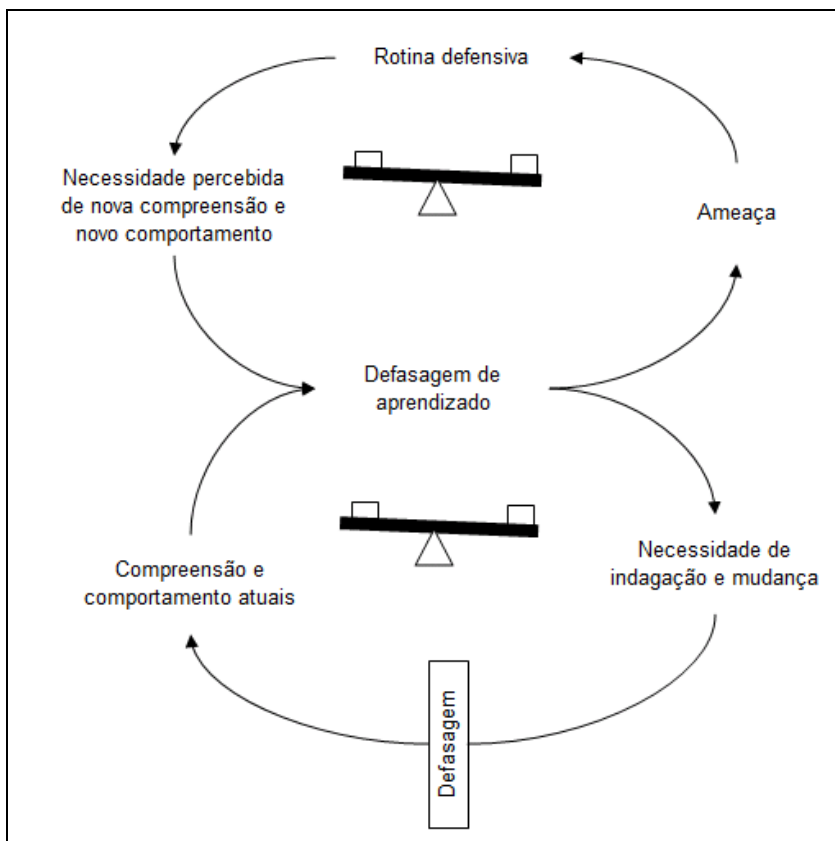 Rotina defensiva
Necessidade percebida
de nova compreensão e
novo comportamento
Ameaça
Defasagem de
aprendizado
Compreensão e
comportamento atuais
Necessidade de
indagação e mudança
Defasagem